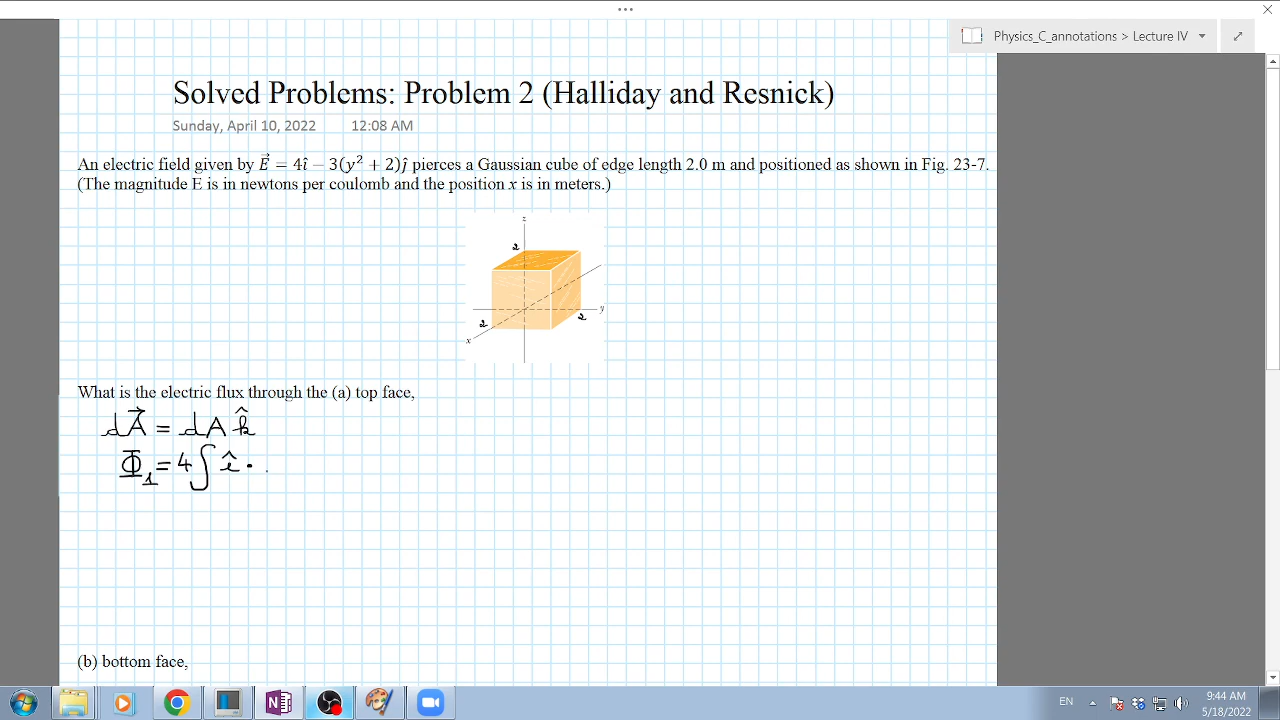 Physics_C_annotations > Lecture IV
Solved Problems: Problem 2 (Halliday and Resnick)
Sunday, April 10, 2022 12:08 AM
An electric field given by E⃗ = 4î − 3(y² + 2)ĵ pierces a Gaussian cube of edge length 2.0 m and positioned as shown in Fig. 23-7.
(The magnitude E is in newtons per coulomb and the position x is in meters.)
z
2
y
2
2
x
What is the electric flux through the (a) top face,
dA⃗ = dA k̂
Φ₁ = 4∫ î ·
(b) bottom face,
EN
9:44 AM
5/18/2022